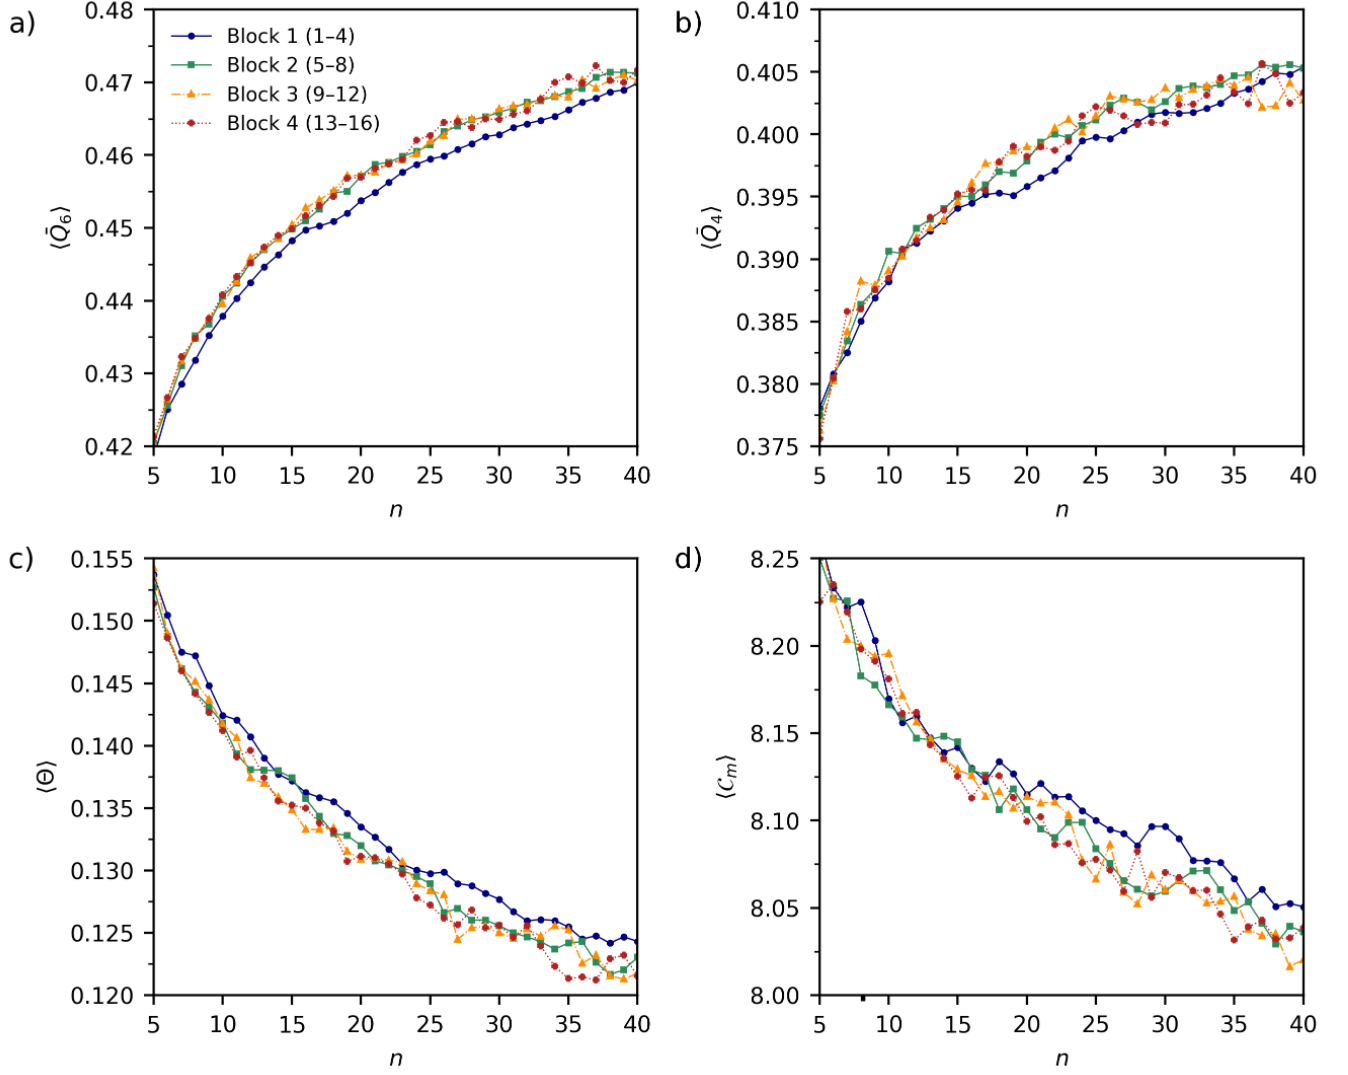 a)
0.48
0.47
0.46
0.45
0.44
0.43
0.42
⟨Q̄₆⟩
Block 1 (1–4)
Block 2 (5–8)
Block 3 (9–12)
Block 4 (13–16)
5 10 15 20 25 30 35 40
n
b)
0.410
0.405
0.400
0.395
0.390
0.385
0.380
0.375
⟨Q̄₄⟩
5 10 15 20 25 30 35 40
n
c)
0.155
0.150
0.145
0.140
0.135
0.130
0.125
0.120
⟨Θ⟩
5 10 15 20 25 30 35 40
n
d)
8.25
8.20
8.15
8.10
8.05
8.00
⟨𝒞ₘ⟩
5 10 15 20 25 30 35 40
n